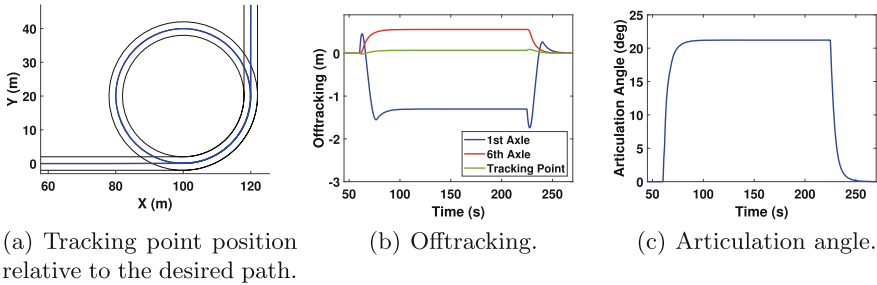 40
30
20
10
0
Y (m)
60
80
100
120
X (m)
1
0
-1
-2
-3
Offtracking (m)
1st Axle
6th Axle
Tracking Point
50
100
150
200
250
Time (s)
25
20
15
10
5
0
Articulation Angle (deg)
50
100
150
200
250
Time (s)
(a) Tracking point position
relative to the desired path.
(b) Offtracking.
(c) Articulation angle.